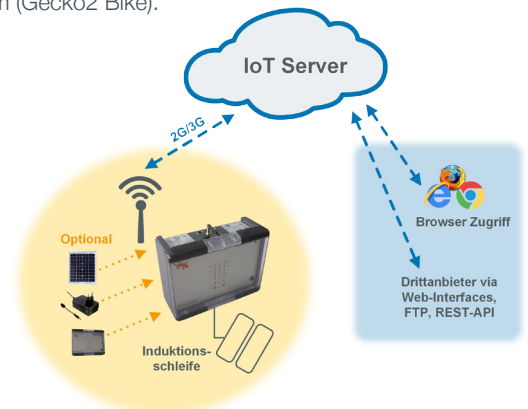 (Gecko2 Bike).
IoT Server
2G/3G
Optional
Induktions-
schleife
Browser Zugriff
Drittanbieter via
Web-Interfaces,
FTP, REST-API